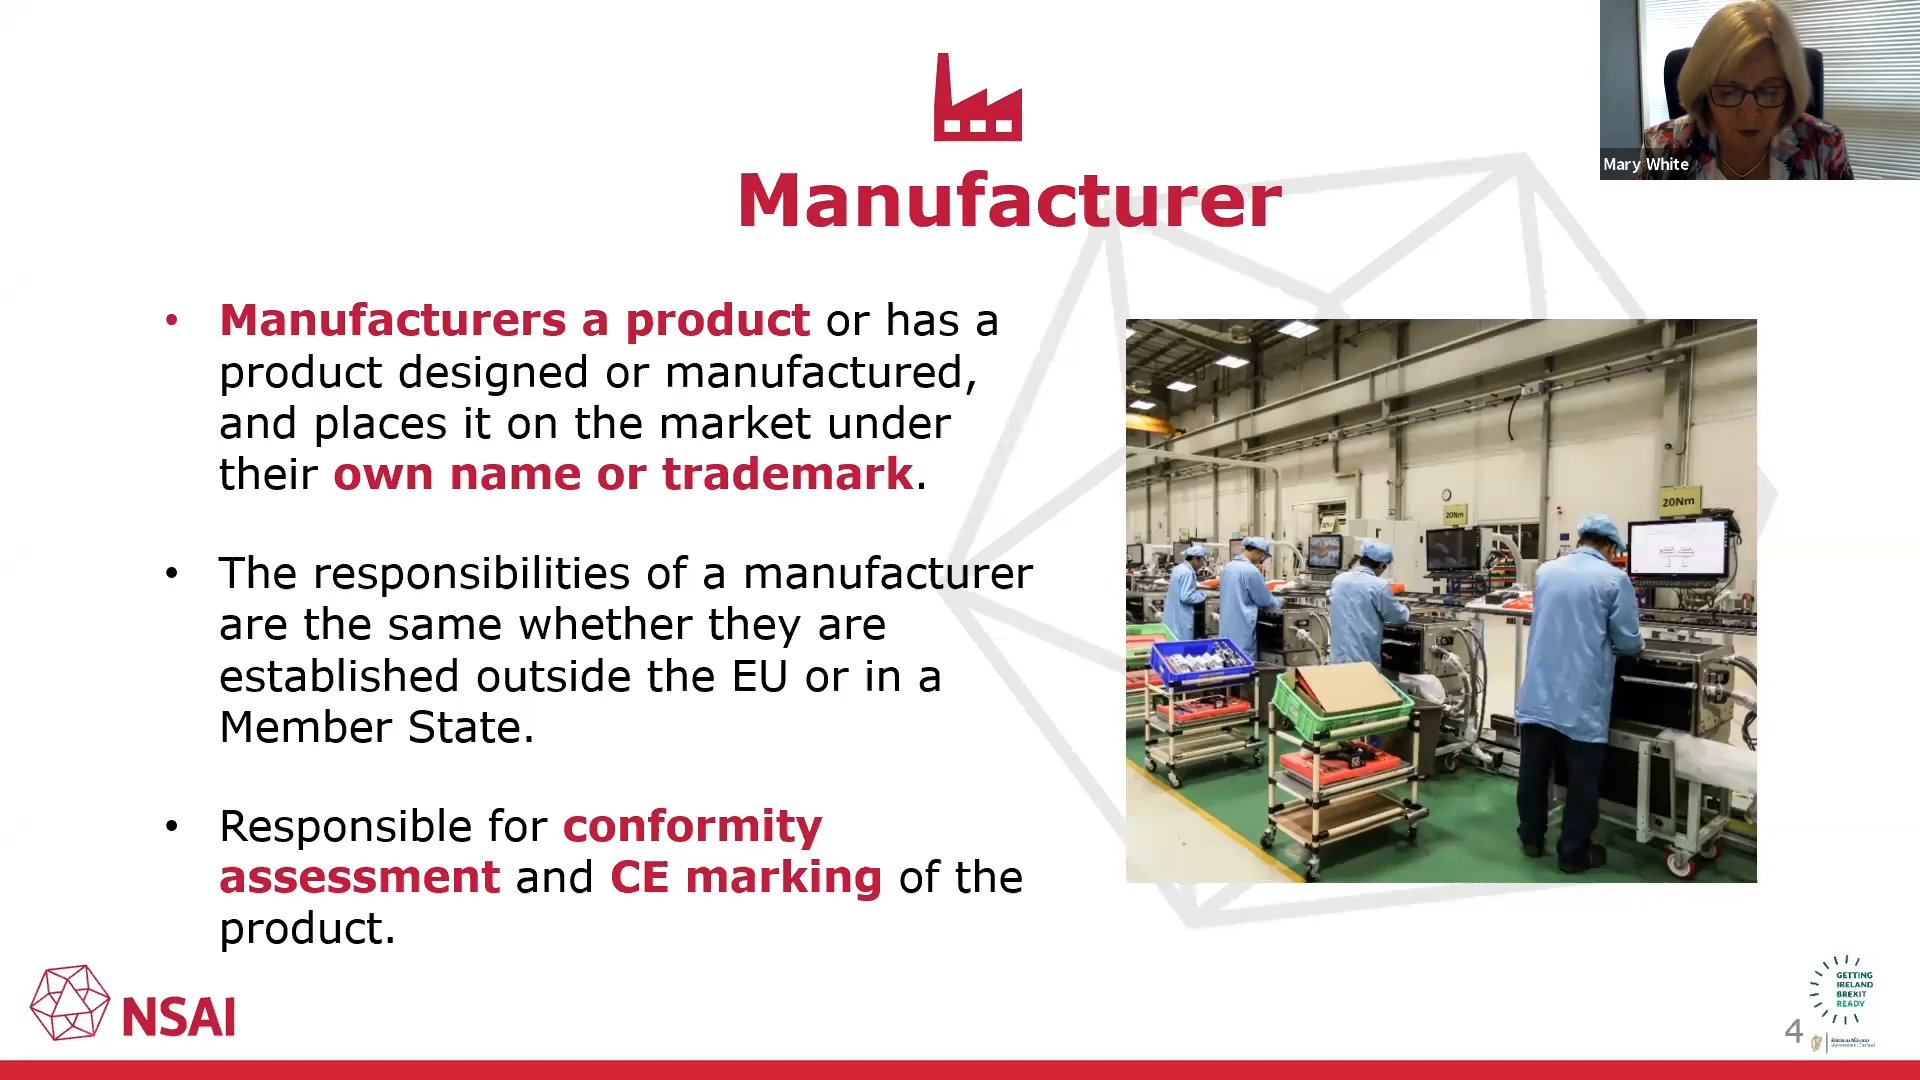 Mary White
Manufacturer
• Manufacturers a product or has a
product designed or manufactured,
and places it on the market under
their own name or trademark.
• The responsibilities of a manufacturer
are the same whether they are
established outside the EU or in a
Member State.
• Responsible for conformity
assessment and CE marking of the
product.
20Nm
20Nm
NSAI
GETTING
IRELAND
BREXIT
READY
4